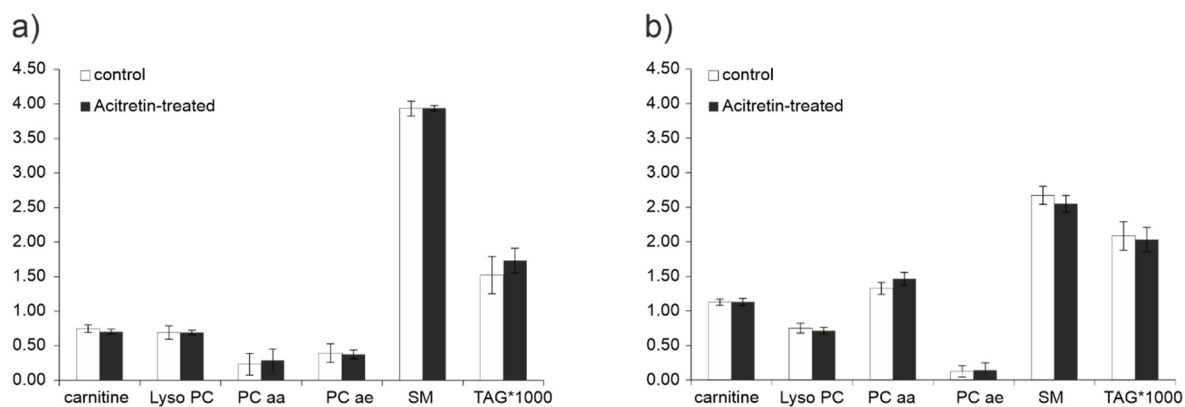 a)
4.50
4.00
3.50
3.00
2.50
2.00
1.50
1.00
0.50
0.00
control
Acitretin-treated
carnitine Lyso PC PC aa PC ae SM TAG*1000
b)
4.50
4.00
3.50
3.00
2.50
2.00
1.50
1.00
0.50
0.00
control
Acitretin-treated
carnitine Lyso PC PC aa PC ae SM TAG*1000